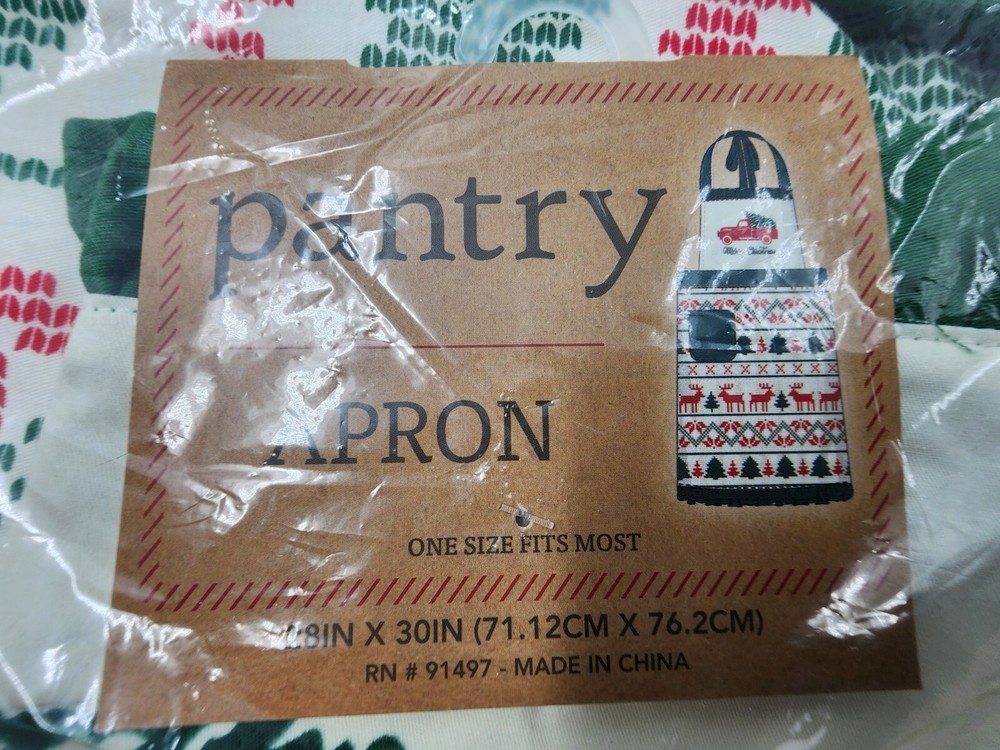 pantry
APRON
ONE SIZE FITS MOST
28IN X 30IN (71.12CM X 76.2CM)
RN # 91497 - MADE IN CHINA